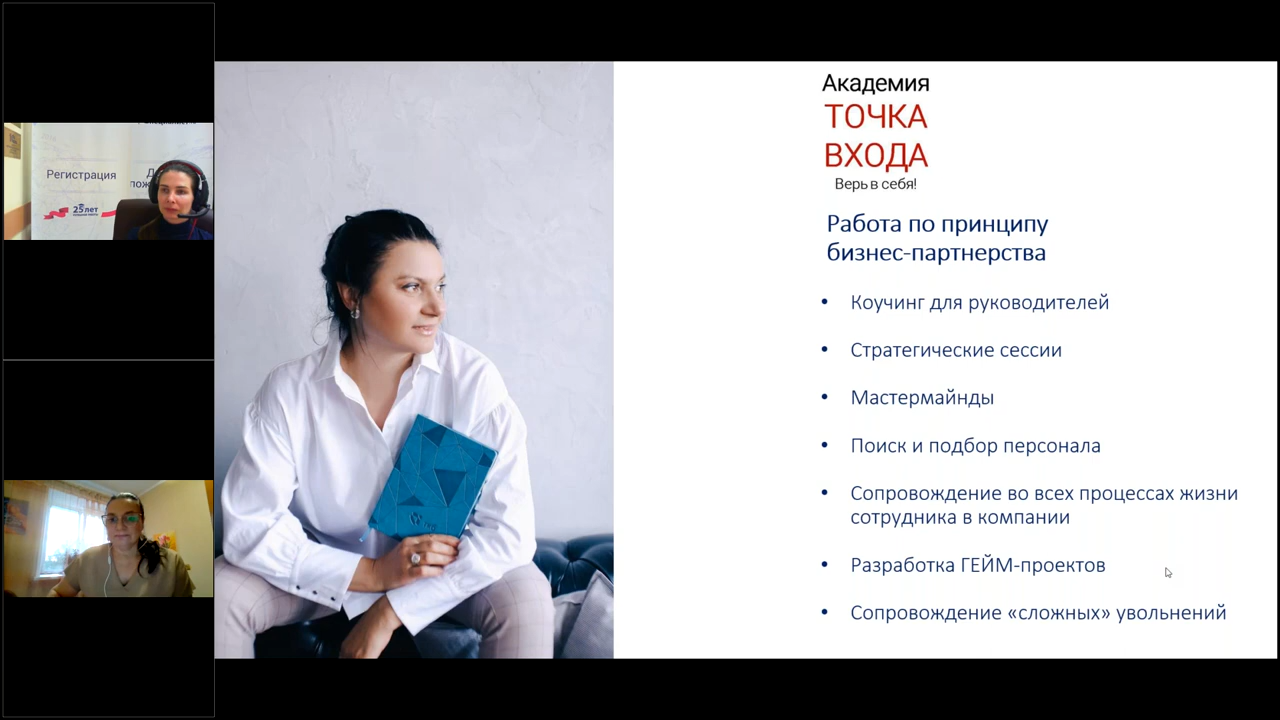 Регистрация
25 лет
Академия
ТОЧКА
ВХОДА
Верь в себя!
Работа по принципу
бизнес-партнерства
• Коучинг для руководителей
• Стратегические сессии
• Мастермайнды
• Поиск и подбор персонала
• Сопровождение во всех процессах жизни
сотрудника в компании
• Разработка ГЕЙМ-проектов
• Сопровождение «сложных» увольнений